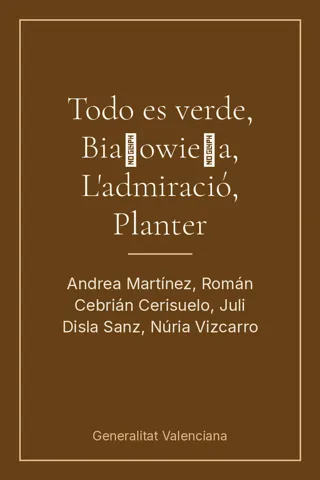 Todo es verde,
L'admiració,
Planter
Andrea Martínez, Román
Cebrián Cerisuelo, Juli
Disla Sanz, Núria Vizcarro
Generalitat Valenciana